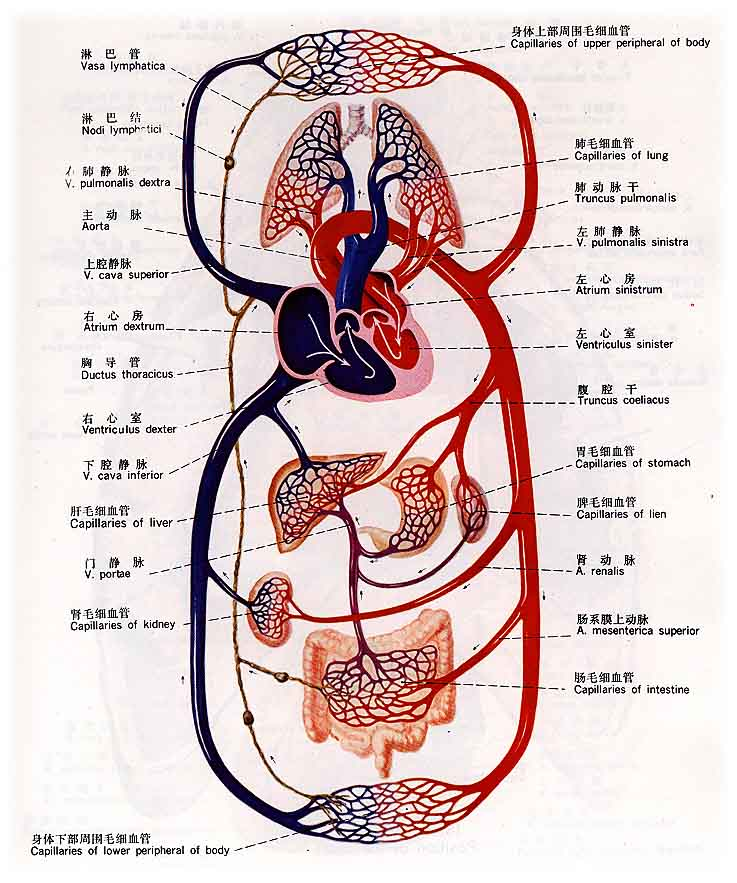 身体上部周围毛细血管
Capillaries of upper peripheral of body
淋巴管
Vasa lymphatica
淋巴结
Nodi lymphatici
肺静脉
V. pulmonalis dextra
主动脉
Aorta
上腔静脉
V. cava superior
右心房
Atrium dextrum
胸导管
Ductus thoracicus
右心室
Ventriculus dexter
下腔静脉
V. cava inferior
肝毛细血管
Capillaries of liver
门静脉
V. portae
肾毛细血管
Capillaries of kidney
肺毛细血管
Capillaries of lung
肺动脉干
Truncus pulmonalis
左肺静脉
V. pulmonalis sinistra
左心房
Atrium sinistrum
左心室
Ventriculus sinister
腹腔干
Truncus coeliacus
胃毛细血管
Capillaries of stomach
脾毛细血管
Capillaries of lien
肾动脉
A. renalis
肠系膜上动脉
A. mesenterica superior
肠毛细血管
Capillaries of intestine
身体下部周围毛细血管
Capillaries of lower peripheral of body